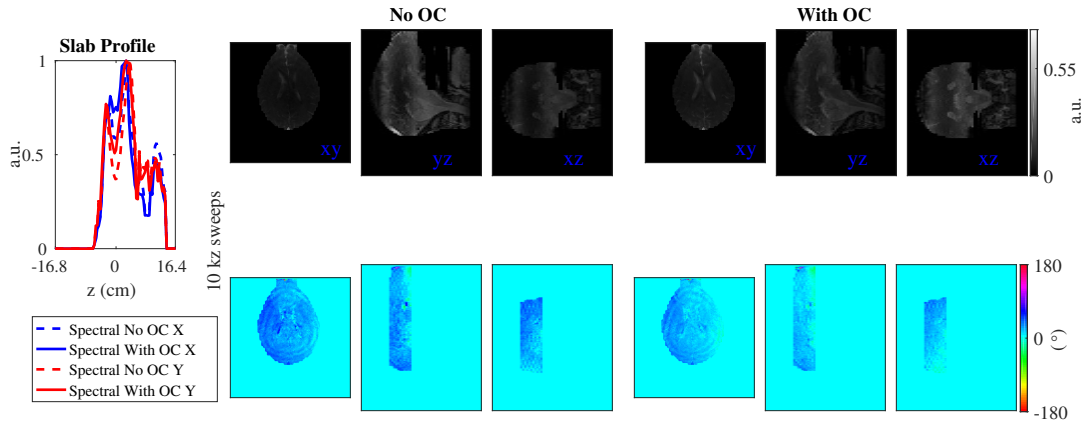 No OC
With OC
Slab Profile
1
0.5
0
a.u.
-16.8
0
16.4
z (cm)
Spectral No OC X
Spectral With OC X
Spectral No OC Y
Spectral With OC Y
10 kz sweeps
xy
yz
xz
xy
yz
xz
0.55
0
a.u.
180
0
-180
(°)